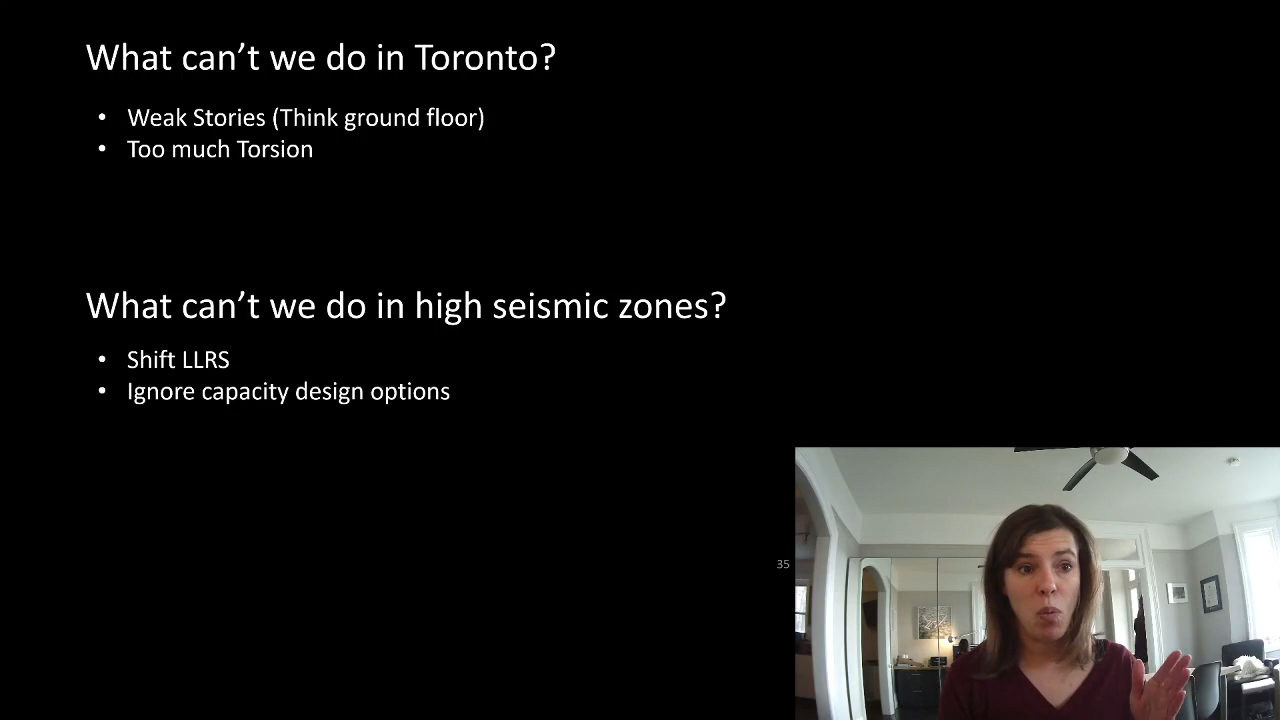 What can’t we do in Toronto?
• Weak Stories (Think ground floor)
• Too much Torsion
What can’t we do in high seismic zones?
• Shift LLRS
• Ignore capacity design options
35